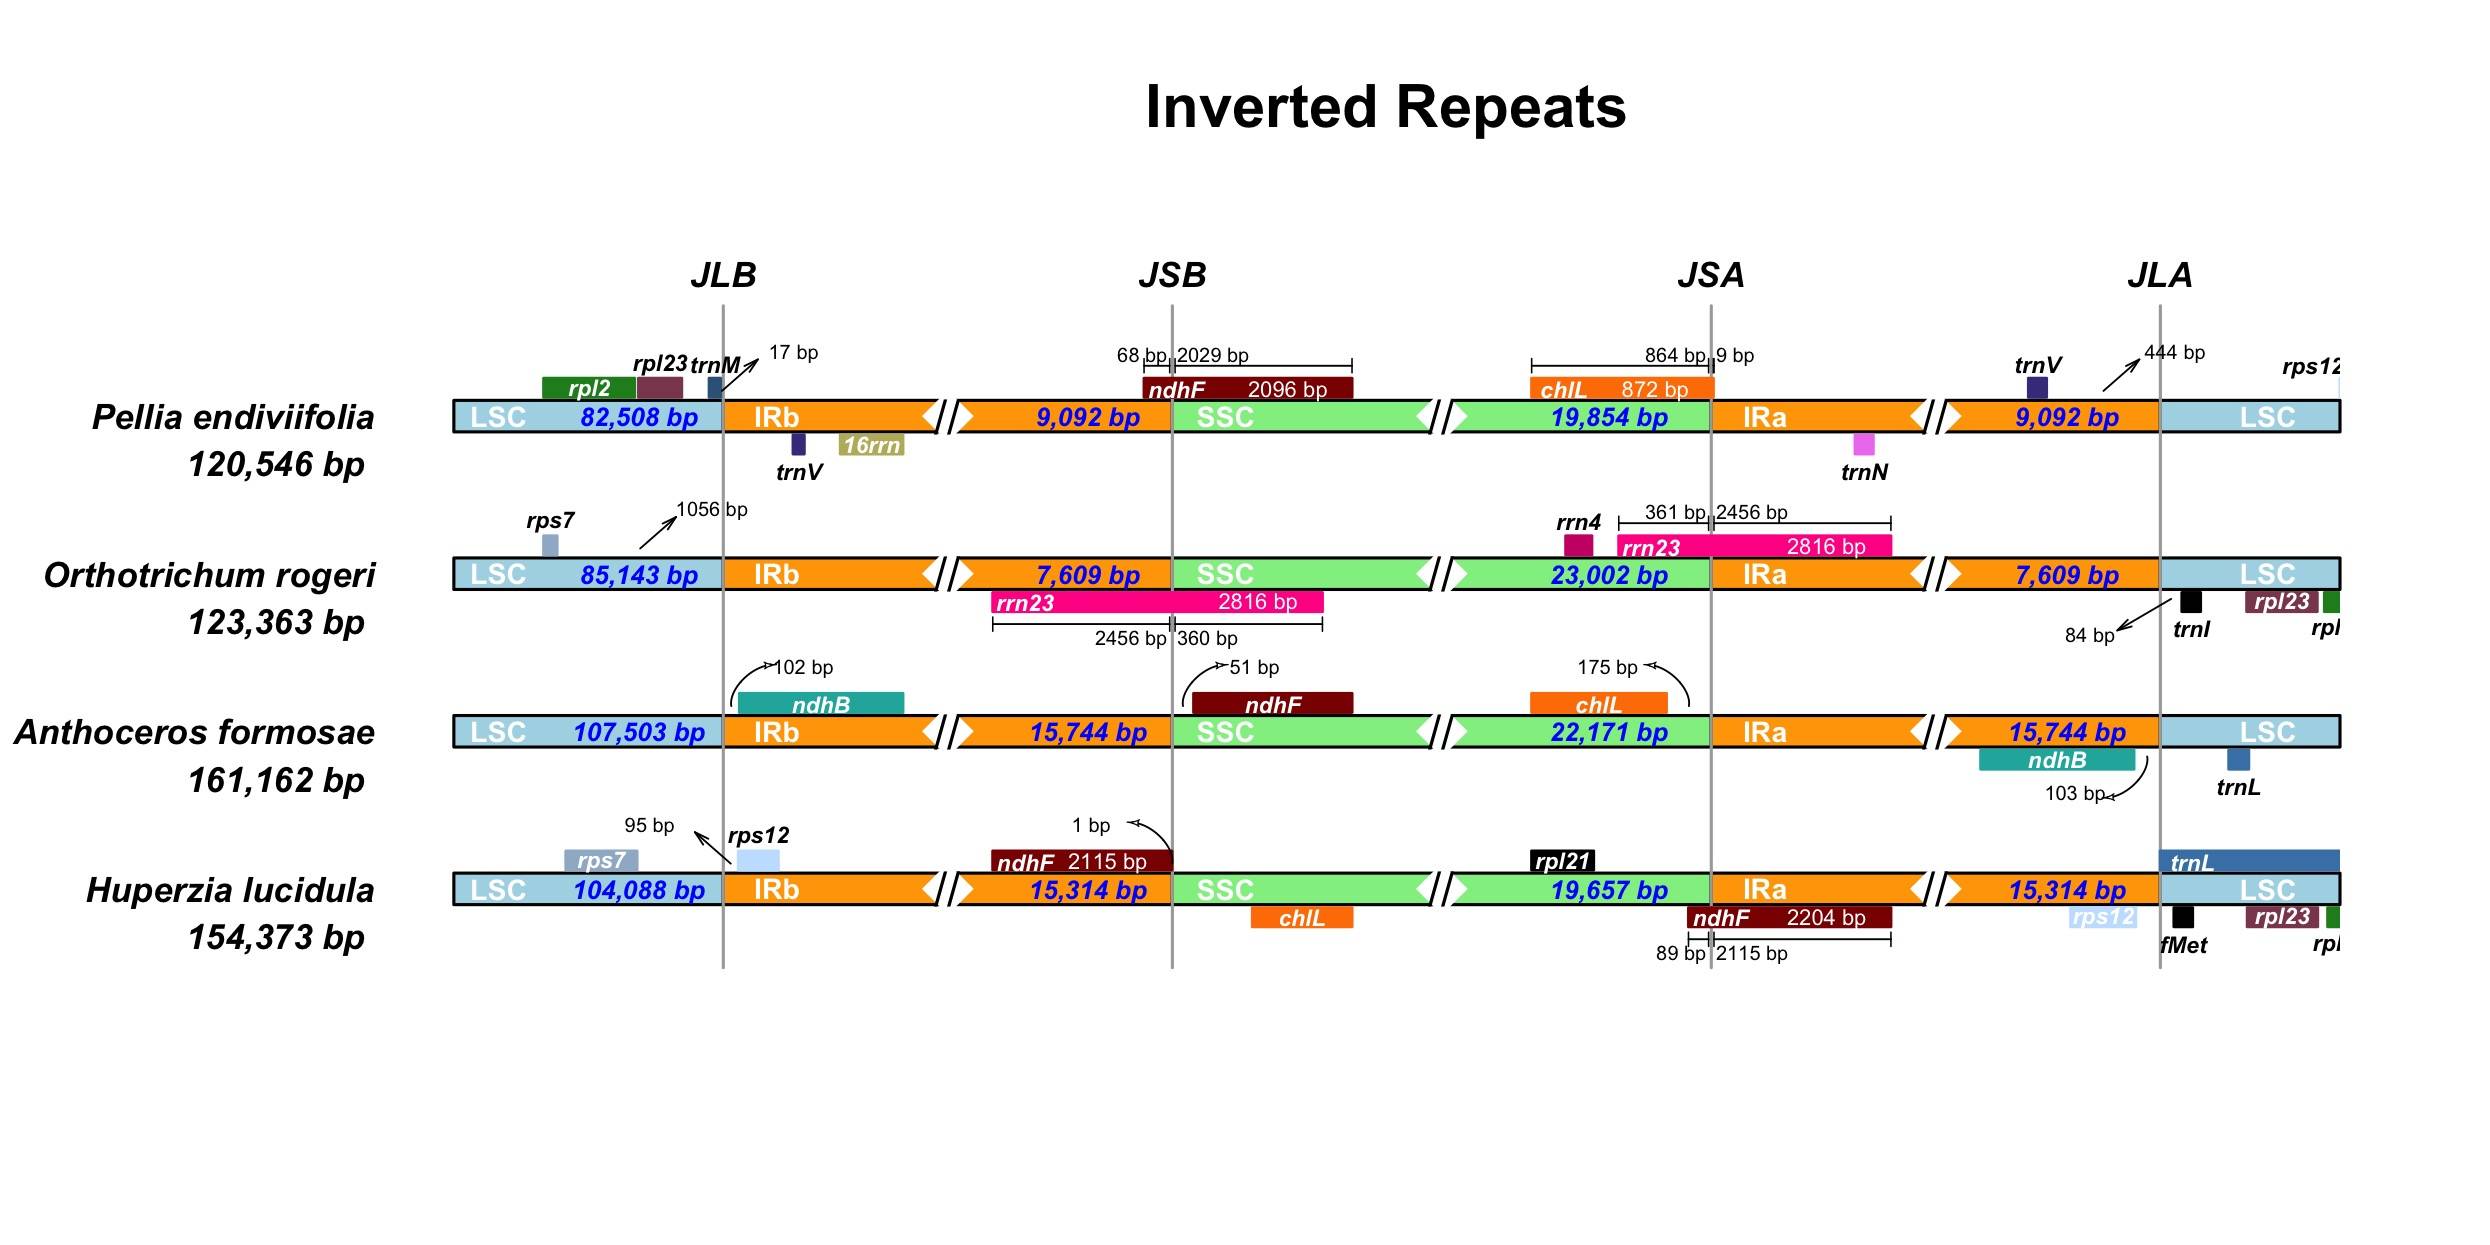 Inverted Repeats
JLB JSB JSA JLA
17 bp 68 bp 2029 bp 864 bp 9 bp 444 bp
rpl23 trnM trnV rps12
rpl2 ndhF 2096 bp chlL 872 bp
Pellia endiviifolia LSC 82,508 bp IRb 9,092 bp SSC 19,854 bp IRa 9,092 bp LSC
16rrn
120,546 bp trnV trnN
1056 bp 361 bp 2456 bp
rps7 rrn4
rrn23 2816 bp
Orthotrichum rogeri LSC 85,143 bp IRb 7,609 bp SSC 23,002 bp IRa 7,609 bp LSC
rrn23 2816 bp rpl23
123,363 bp trnI rpl
2456 bp 360 bp 84 bp
102 bp 51 bp 175 bp
ndhB ndhF chlL
Anthoceros formosae LSC 107,503 bp IRb 15,744 bp SSC 22,171 bp IRa 15,744 bp LSC
ndhB
161,162 bp trnL
103 bp
95 bp rps12 1 bp
rps7 ndhF 2115 bp rpl21 trnL
Huperzia lucidula LSC 104,088 bp IRb 15,314 bp SSC 19,657 bp IRa 15,314 bp LSC
chlL ndhF 2204 bp rps12 rpl23
154,373 bp fMet rpl
89 bp 2115 bp